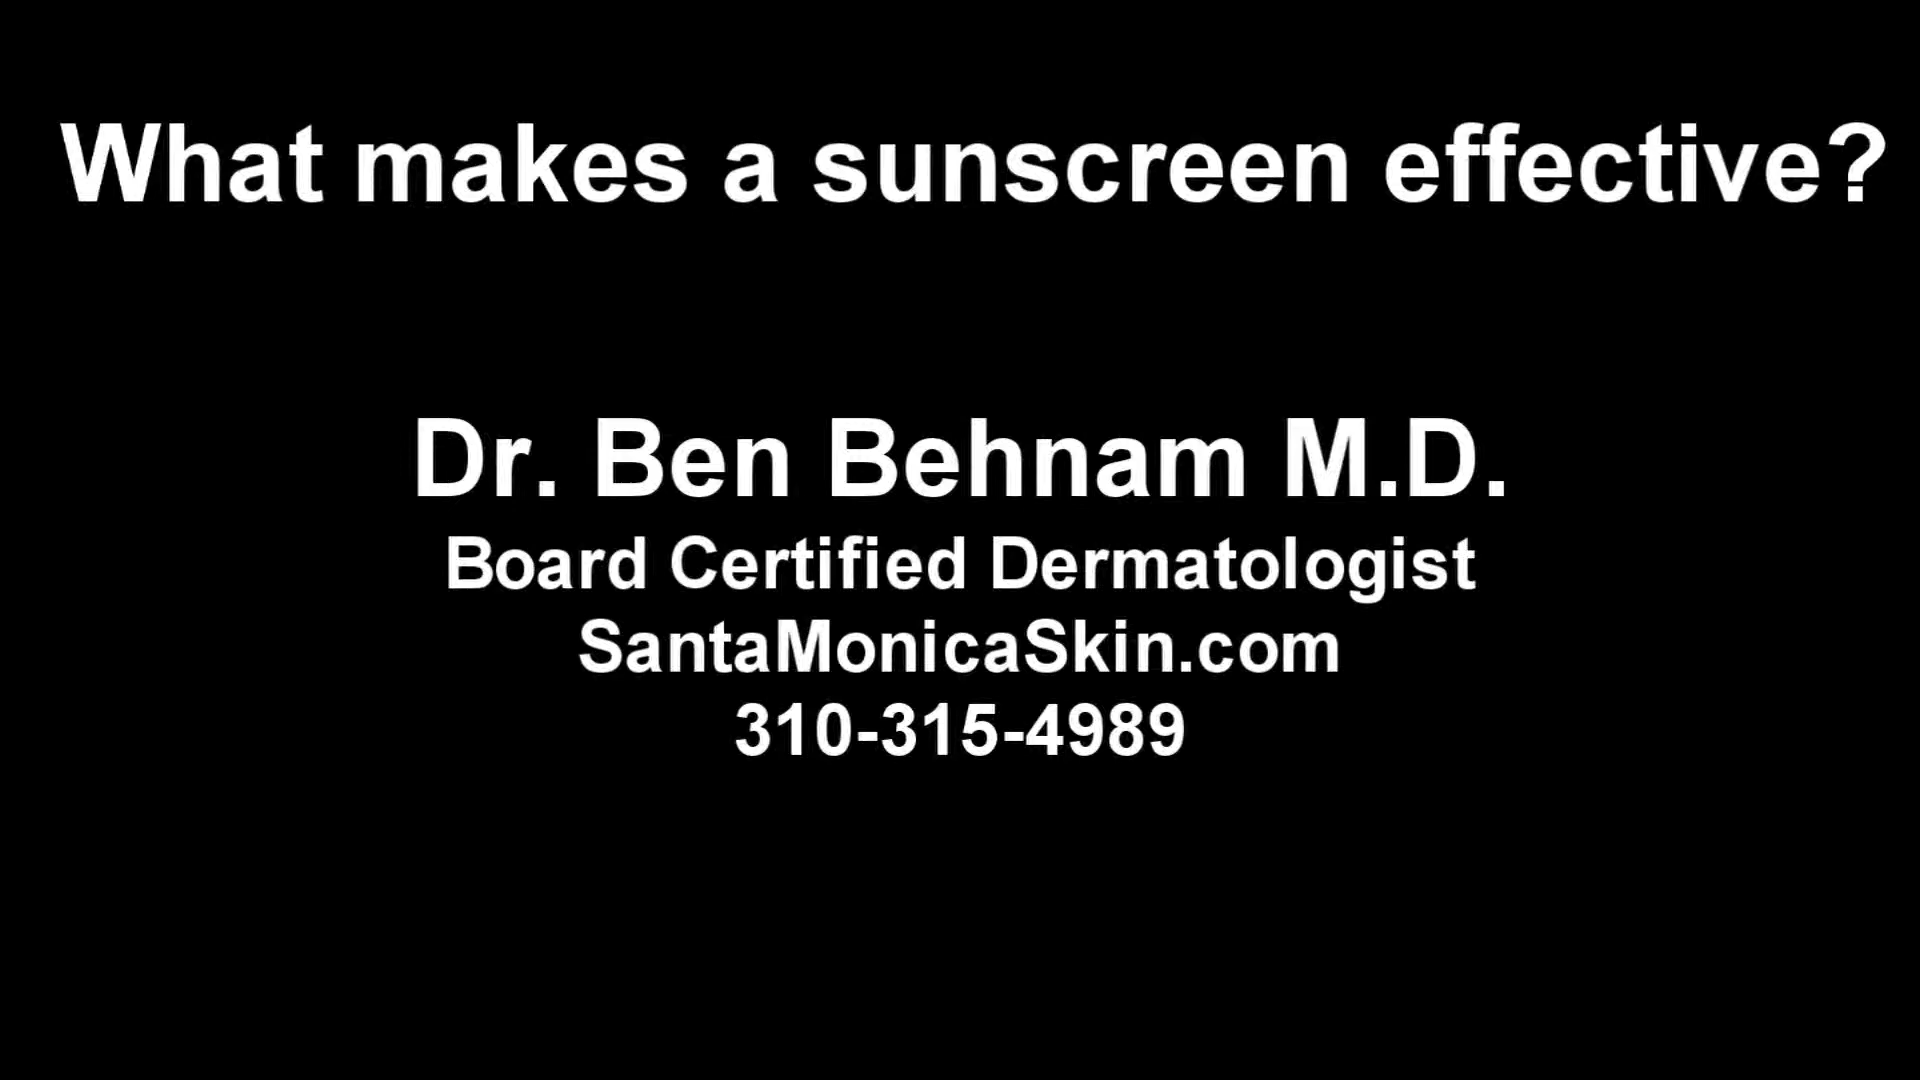 What makes a sunscreen effective?
Dr. Ben Behnam M.D.
Board Certified Dermatologist
SantaMonicaSkin.com
310-315-4989